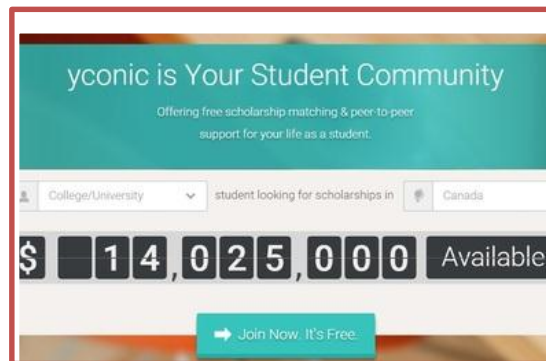 yconic is Your Student Community
Offering free scholarship matching & peer-to-peer
support for your life as a student.
College/University student looking for scholarships in Canada
$ 14,025,000 Available
Join Now. It's Free.